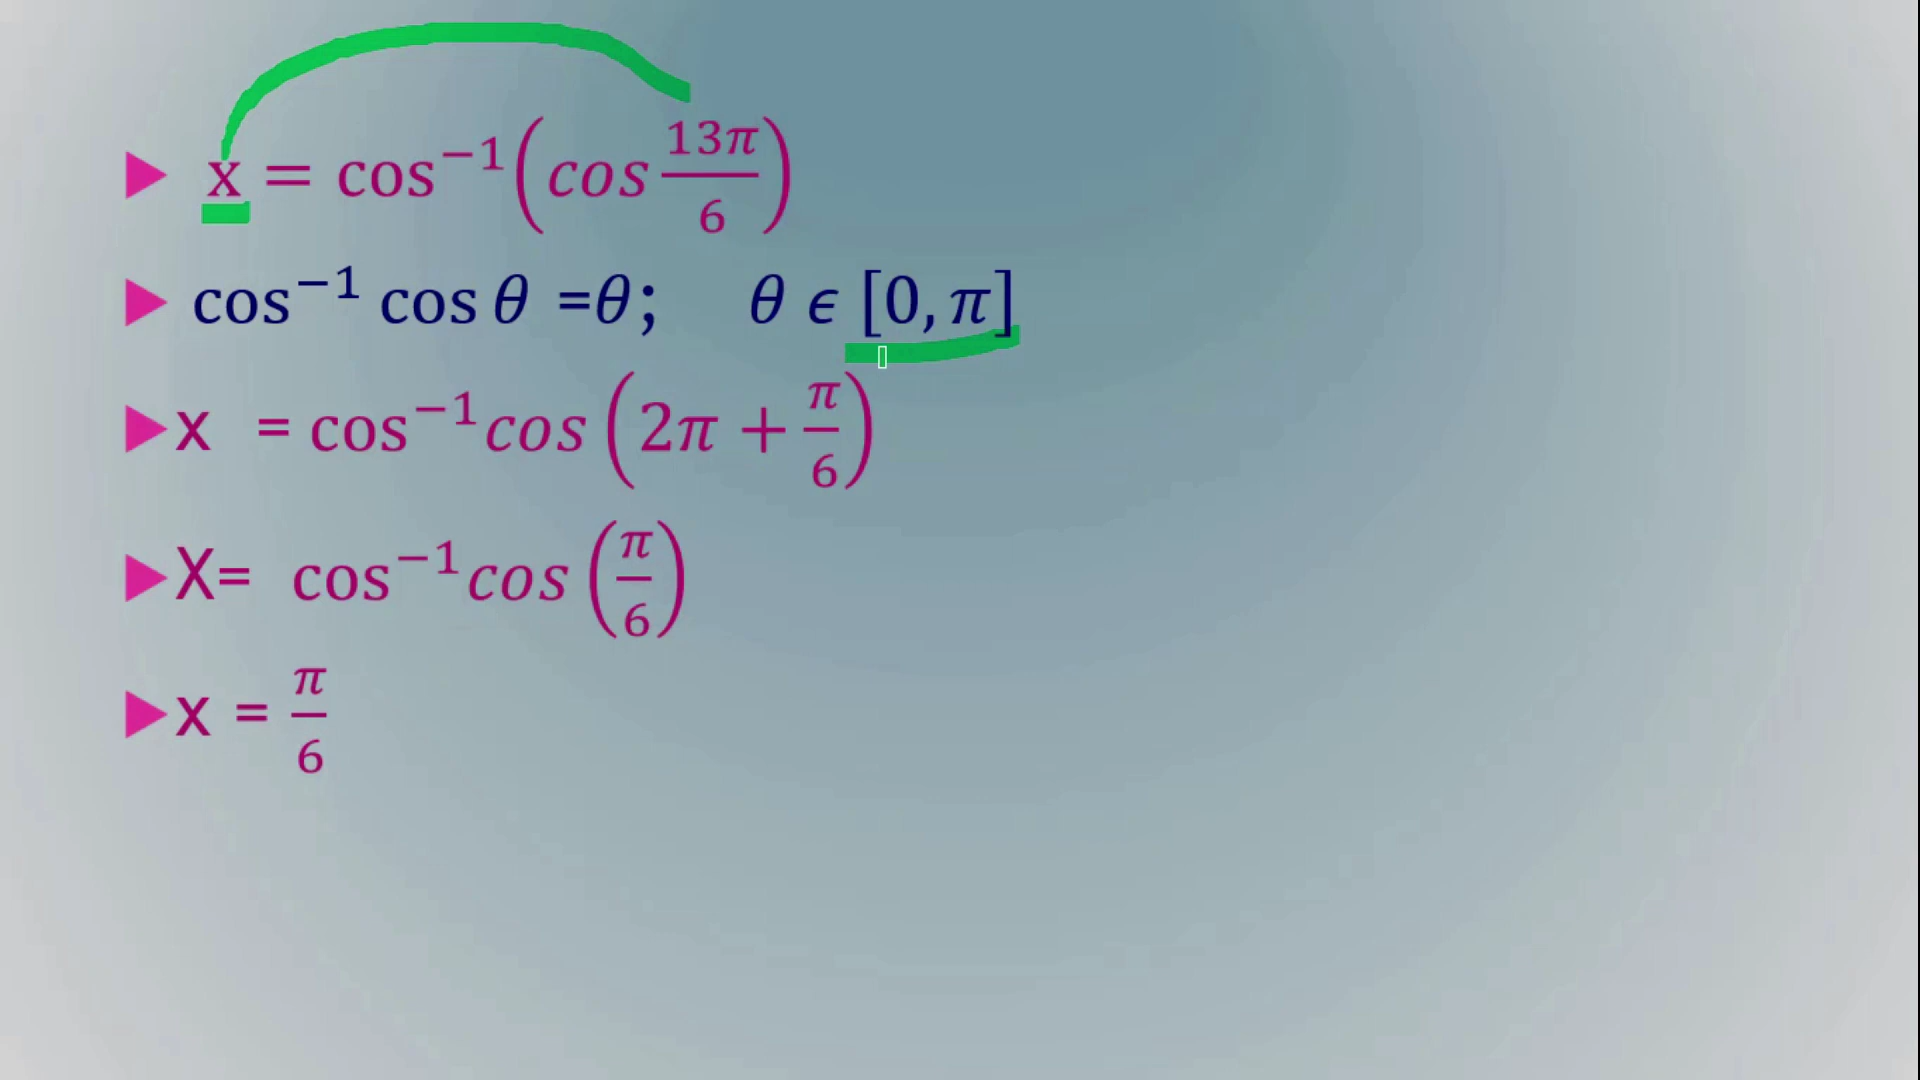 x = cos⁻¹(cos 13π/6)
cos⁻¹ cos θ =θ; θ ϵ [0, π]
x = cos⁻¹cos (2π + π/6)
X= cos⁻¹cos (π/6)
x = π/6